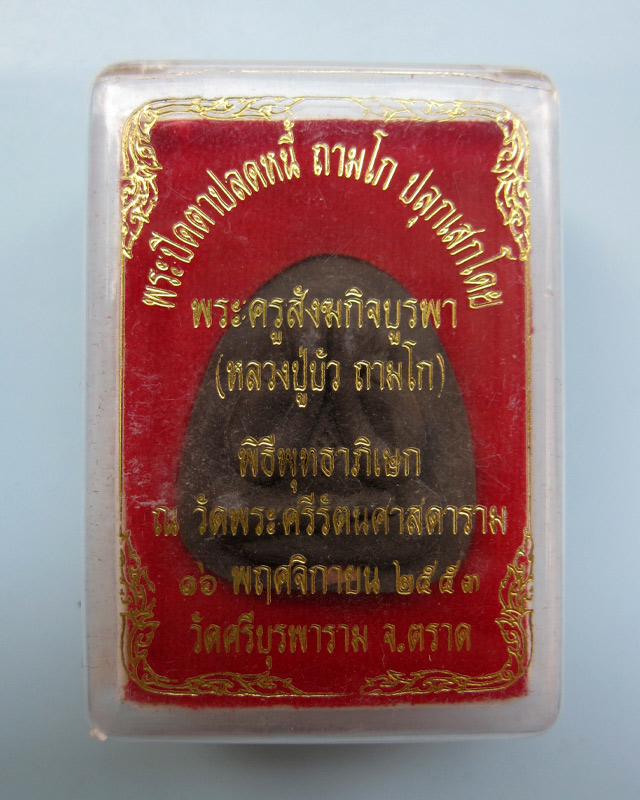 พระปิดตาปลดหนี้ ถามโก ปลุกเสกโดย
พระครูสังฆกิจบูรพา
(หลวงปู่บัว ถามโก)
พิธีพุทธาภิเษก
ณ วัดพระศรีรัตนศาสดาราม
๑๖ พฤศจิกายน ๒๕๕๓
วัดศรีบุรพาราม จ.ตราด